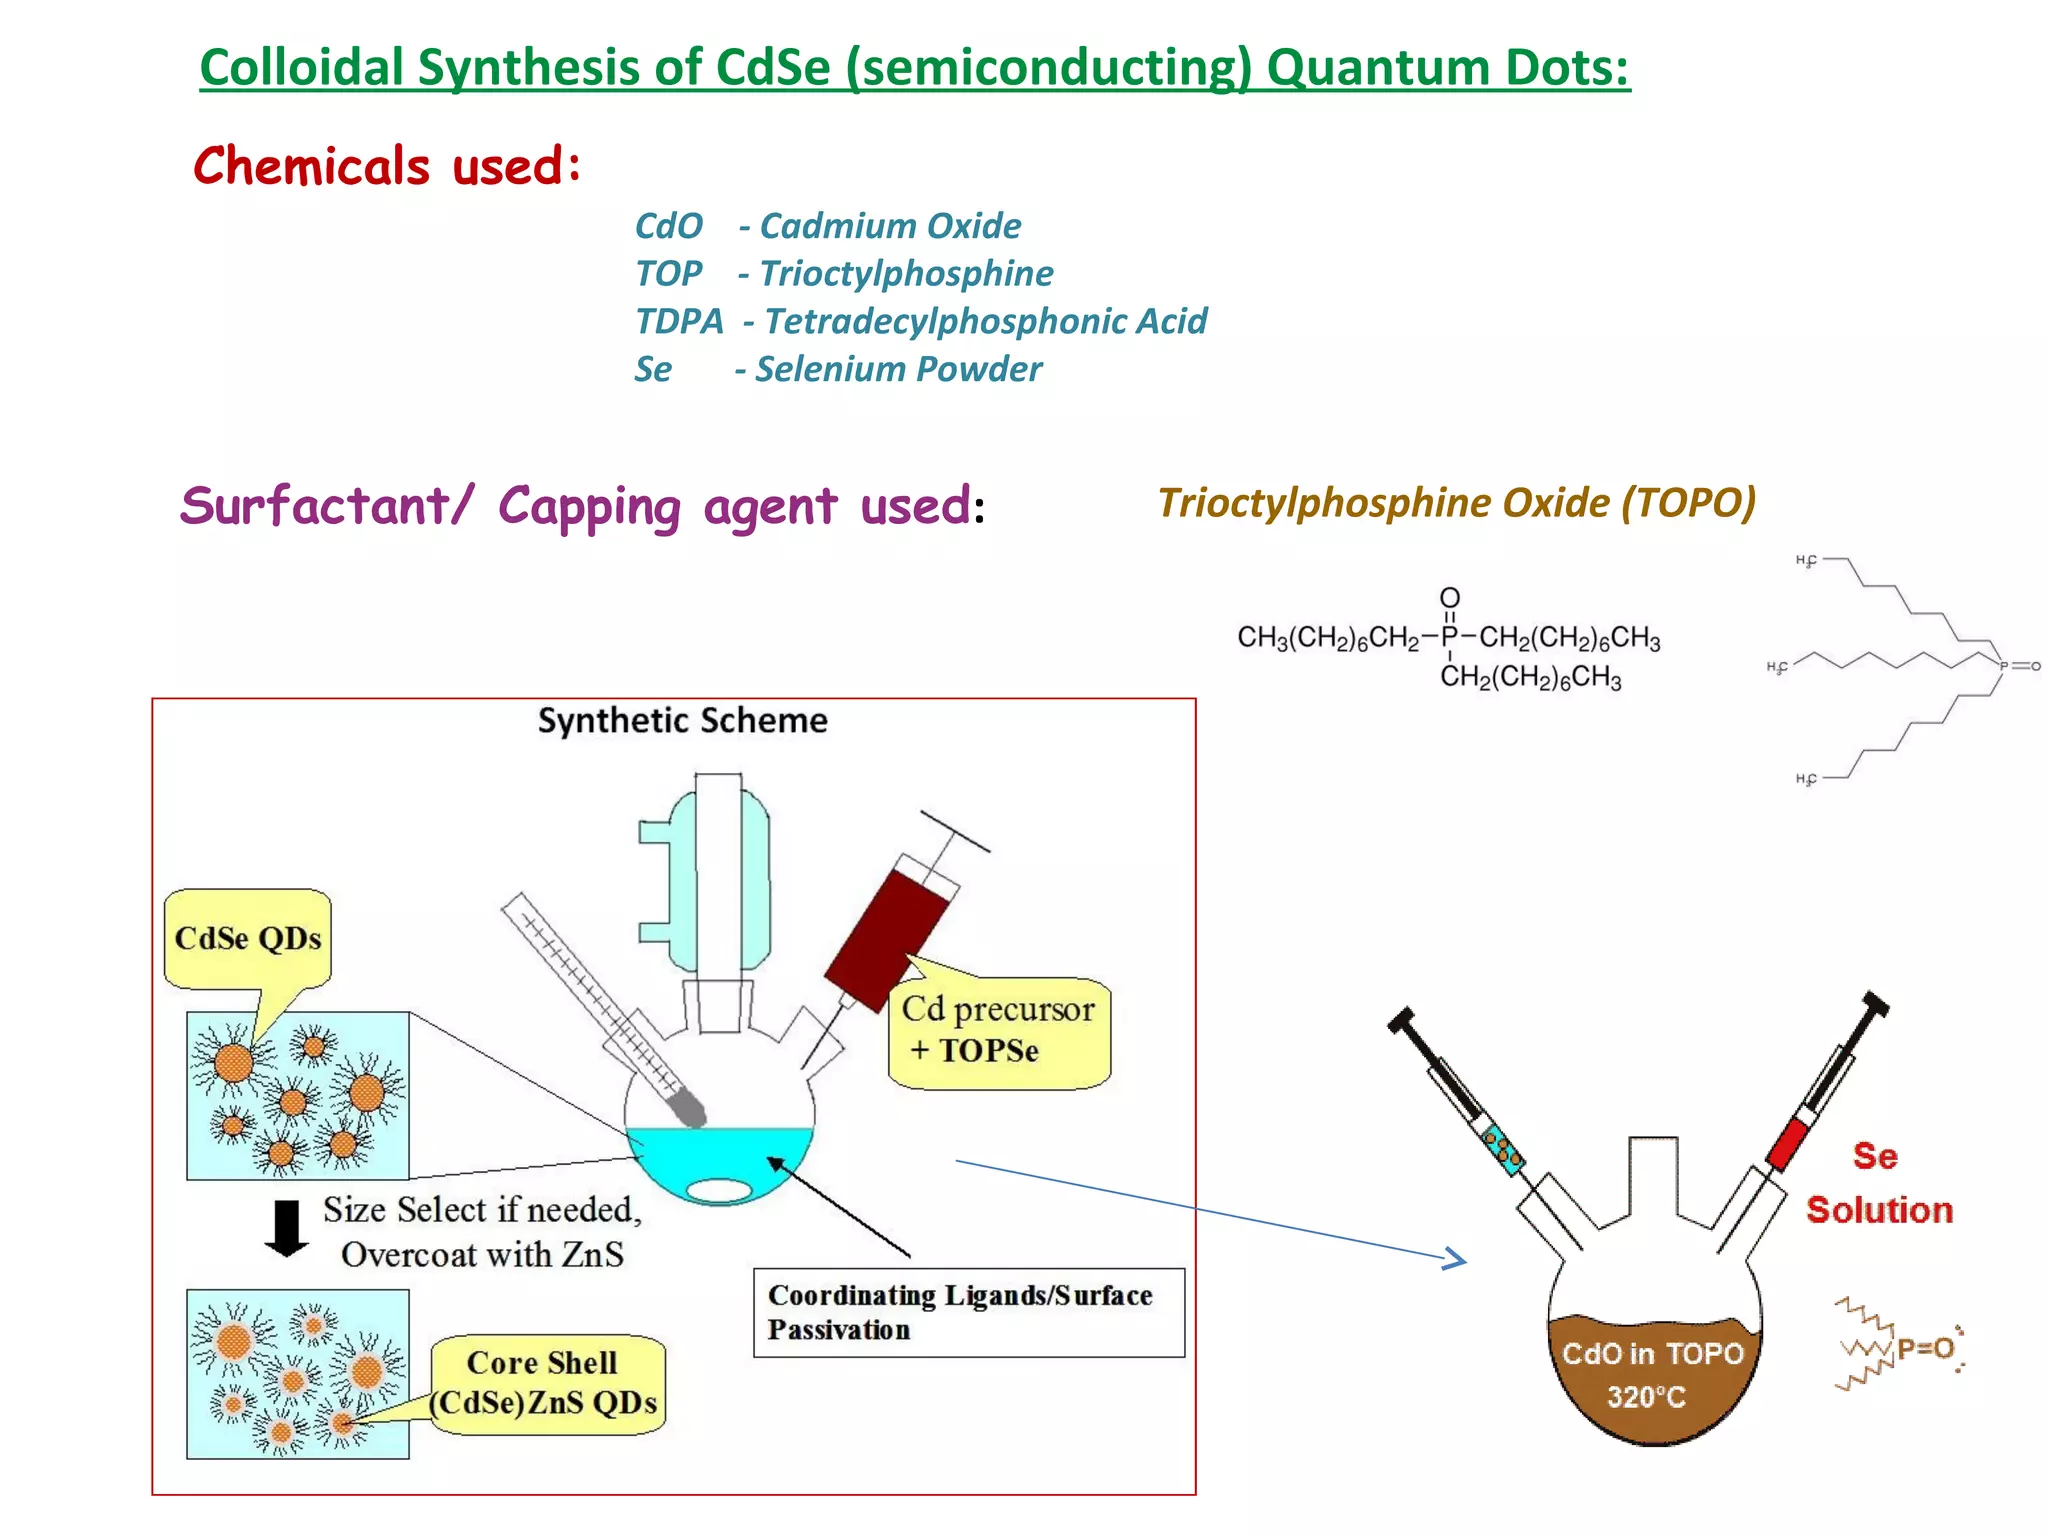 Colloidal Synthesis of CdSe (semiconducting) Quantum Dots:
Chemicals used:
CdO - Cadmium Oxide
TOP - Trioctylphosphine
TDPA - Tetradecylphosphonic Acid
Se - Selenium Powder
Surfactant/ Capping agent used:
Trioctylphosphine Oxide (TOPO)
O
CH3(CH2)6CH2-P-CH2(CH2)6CH3
CH2(CH2)6CH3
H3C
H3C
P
O
H3C
Synthetic Scheme
CdSe QDs
Cd precursor
+ TOPSe
Size Select if needed,
Overcoat with ZnS
Coordinating Ligands/Surface
Passivation
Core Shell
(CdSe)ZnS QDs
Se
Solution
CdO in TOPO
320°C
P=O